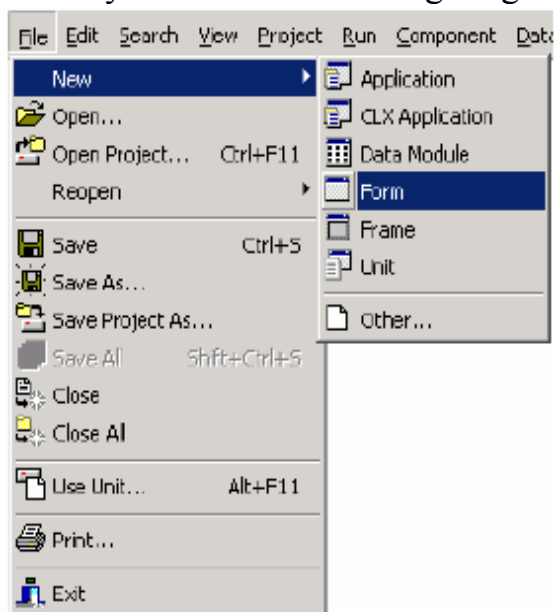 File Edit Search View Project Run Component Data
New
Open...
Open Project... Ctrl+F11
Reopen
Save Ctrl+S
Save As...
Save Project As...
Save All Shft+Ctrl+S
Close
Close All
Use Unit... Alt+F11
Print...
Exit
Application
CLX Application
Data Module
Form
Frame
Unit
Other...